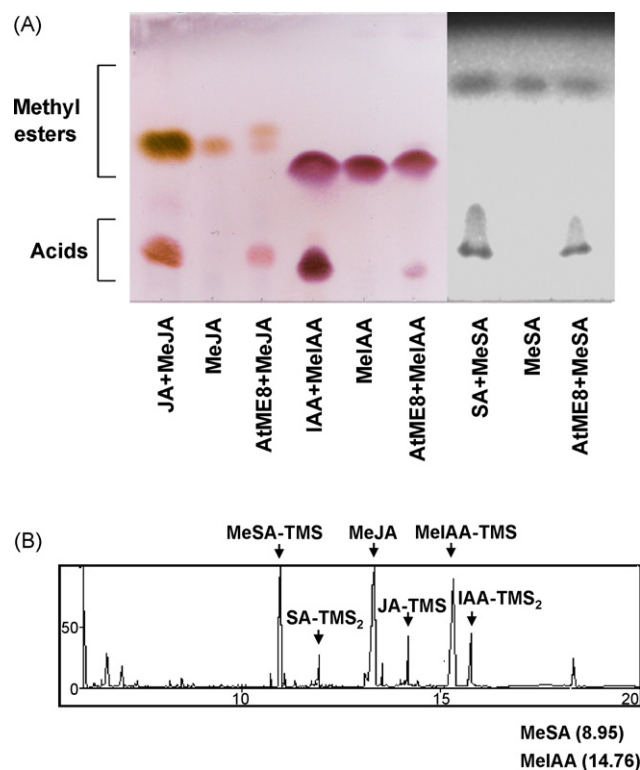 (A)
Methyl
esters
Acids
JA+MeJA
MeJA
AtME8+MeJA
IAA+MeIAA
MeIAA
AtME8+MeIAA
SA+MeSA
MeSA
AtME8+MeSA
(B)
MeSA-TMS
MeJA
MeIAA-TMS
SA-TMS₂
JA-TMS
IAA-TMS₂
50
0
10
15
20
MeSA (8.95)
MeIAA (14.76)